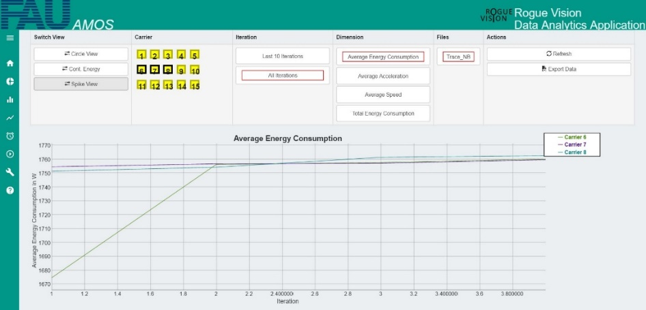 FAU
AMOS
ROGUE VISION
Rogue Vision
Data Analytics Application
Switch View
Carrier
Iteration
Dimension
Files
Actions
Circle View
Cont. Energy
Spike View
1 2 3 4 5
6 7 8 9 10
11 12 13 14 15
Last 10 Iterations
All Iterations
Average Energy Consumption
Average Acceleration
Average Speed
Total Energy Consumption
Trace_NR
Refresh
Export Data
Average Energy Consumption
Carrier 6
Carrier 7
Carrier 8
Average Energy Consumption in W
1770
1760
1750
1740
1730
1720
1710
1700
1690
1680
1670
1 1.2 1.4 1.6 1.8 2 2.2 2.400000 2.6 2.8 3 3.2 3.400000 3.6 3.800000
Iteration